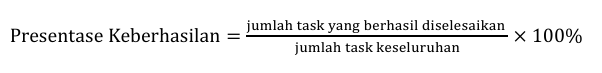 Presentase Keberhasilan = jumlah task yang berhasil diselesaikan / jumlah task keseluruhan × 100%